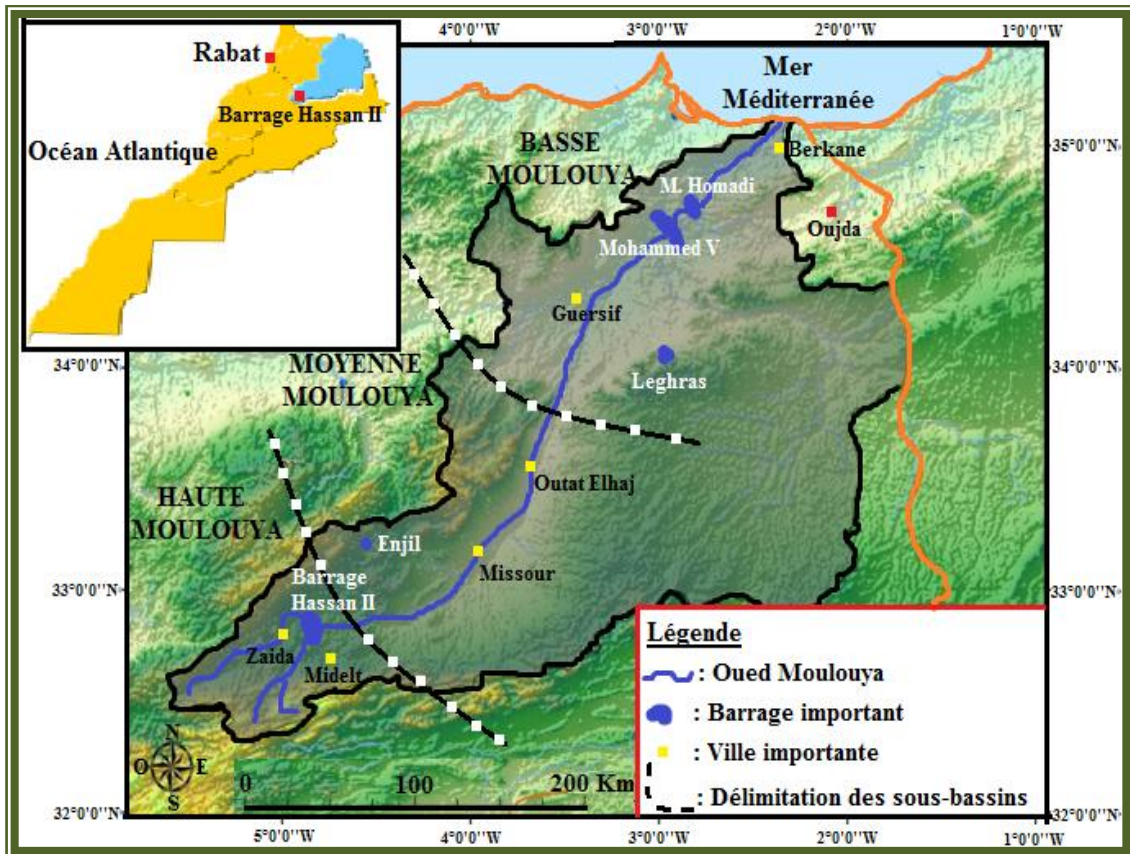 4°0'0"W
3°0'0"W
2°0'0"W
1°0'0"W
Rabat
Barrage Hassan II
Océan Atlantique
Mer
Méditerranée
35°0'0"N
35°0'0"N
BASSE
MOULOUYA
Berkane
M. Homadi
Oujda
Mohammed V
Guersif
34°0'0"N
34°0'0"N
MOYENNE
MOULOUYA
Leghras
Outat Elhaj
HAUTE
MOULOUYA
Enjil
Missour
33°0'0"N
33°0'0"N
Barrage
Hassan II
Zaida
Midelt
Légende
: Oued Moulouya
: Barrage important
: Ville importante
: Délimitation des sous-bassins
N
O E
S
0 100 200 Km
32°0'0"N
32°0'0"N
5°0'0"W
4°0'0"W
3°0'0"W
2°0'0"W
1°0'0"W